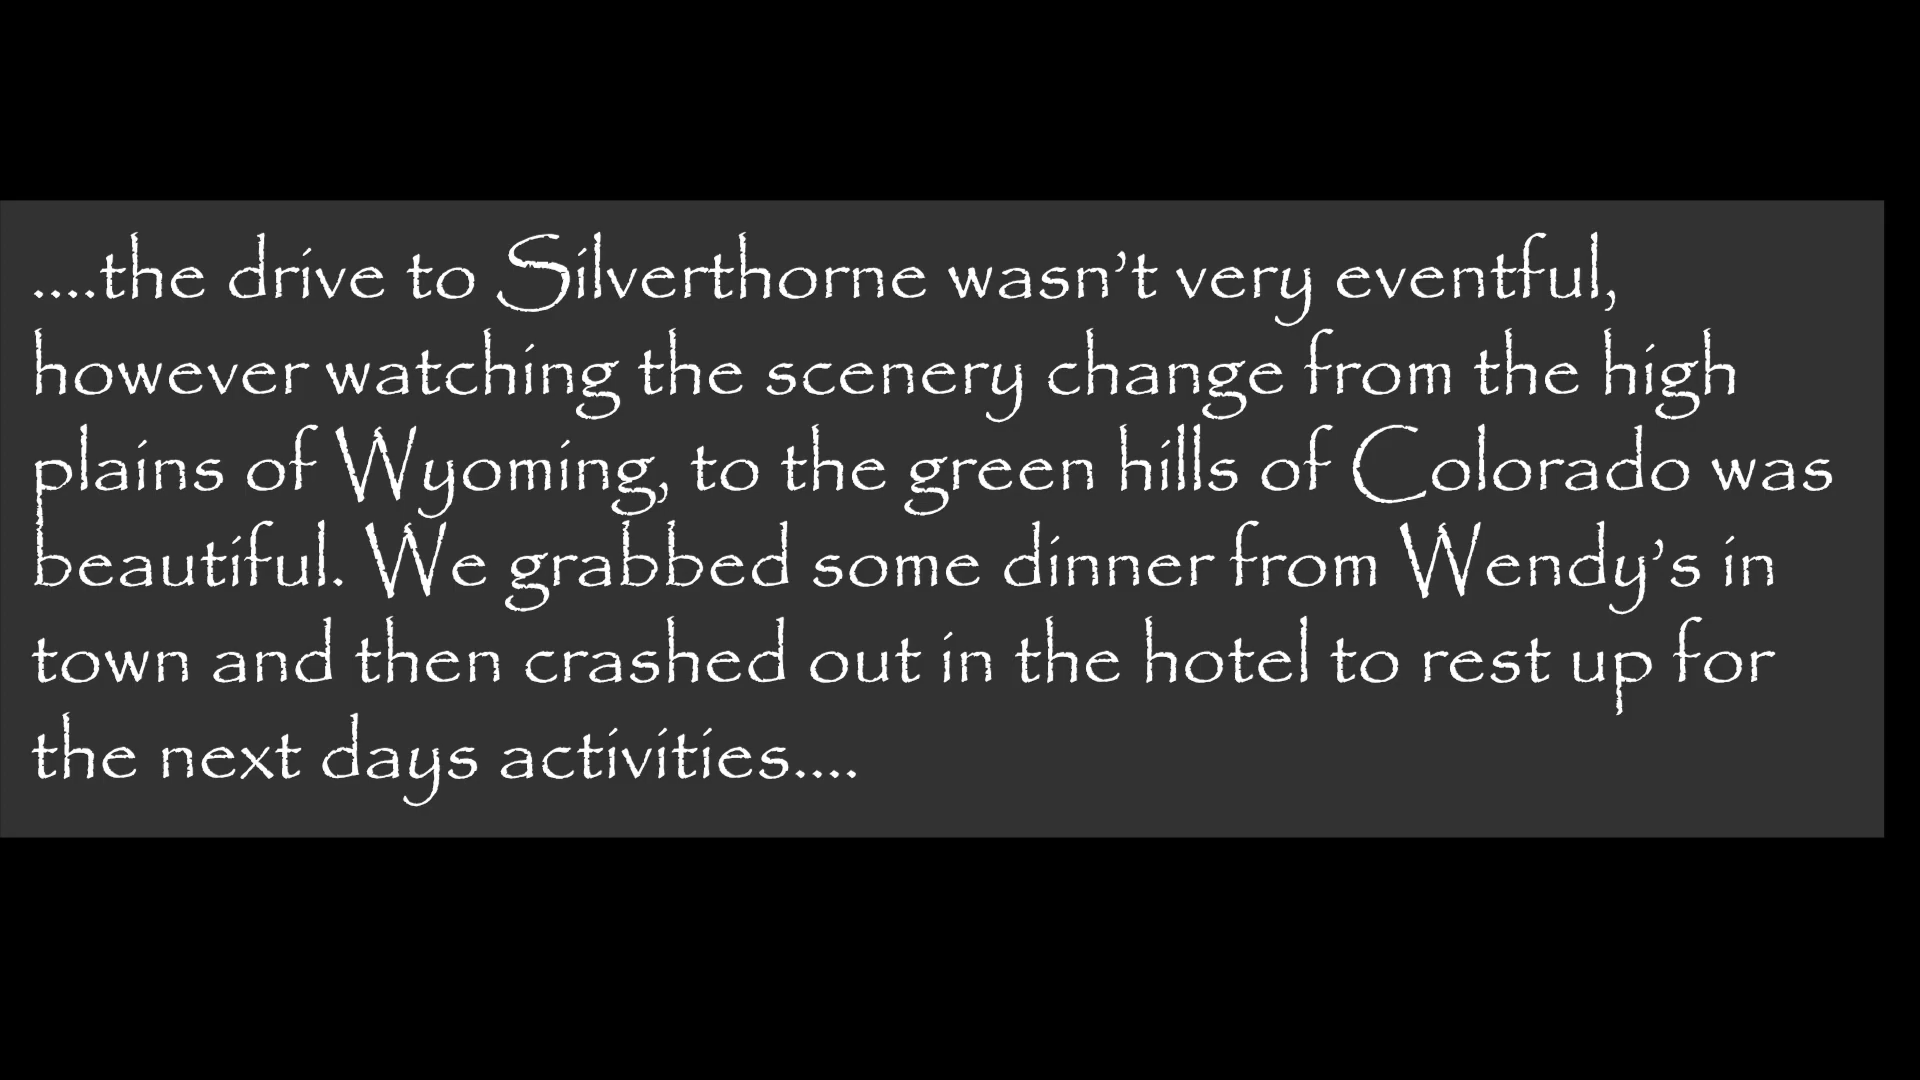 ....the drive to Silverthorne wasn’t very eventful,
however watching the scenery change from the high
plains of Wyoming, to the green hills of Colorado was
beautiful. We grabbed some dinner from Wendy’s in
town and then crashed out in the hotel to rest up for
the next days activities....